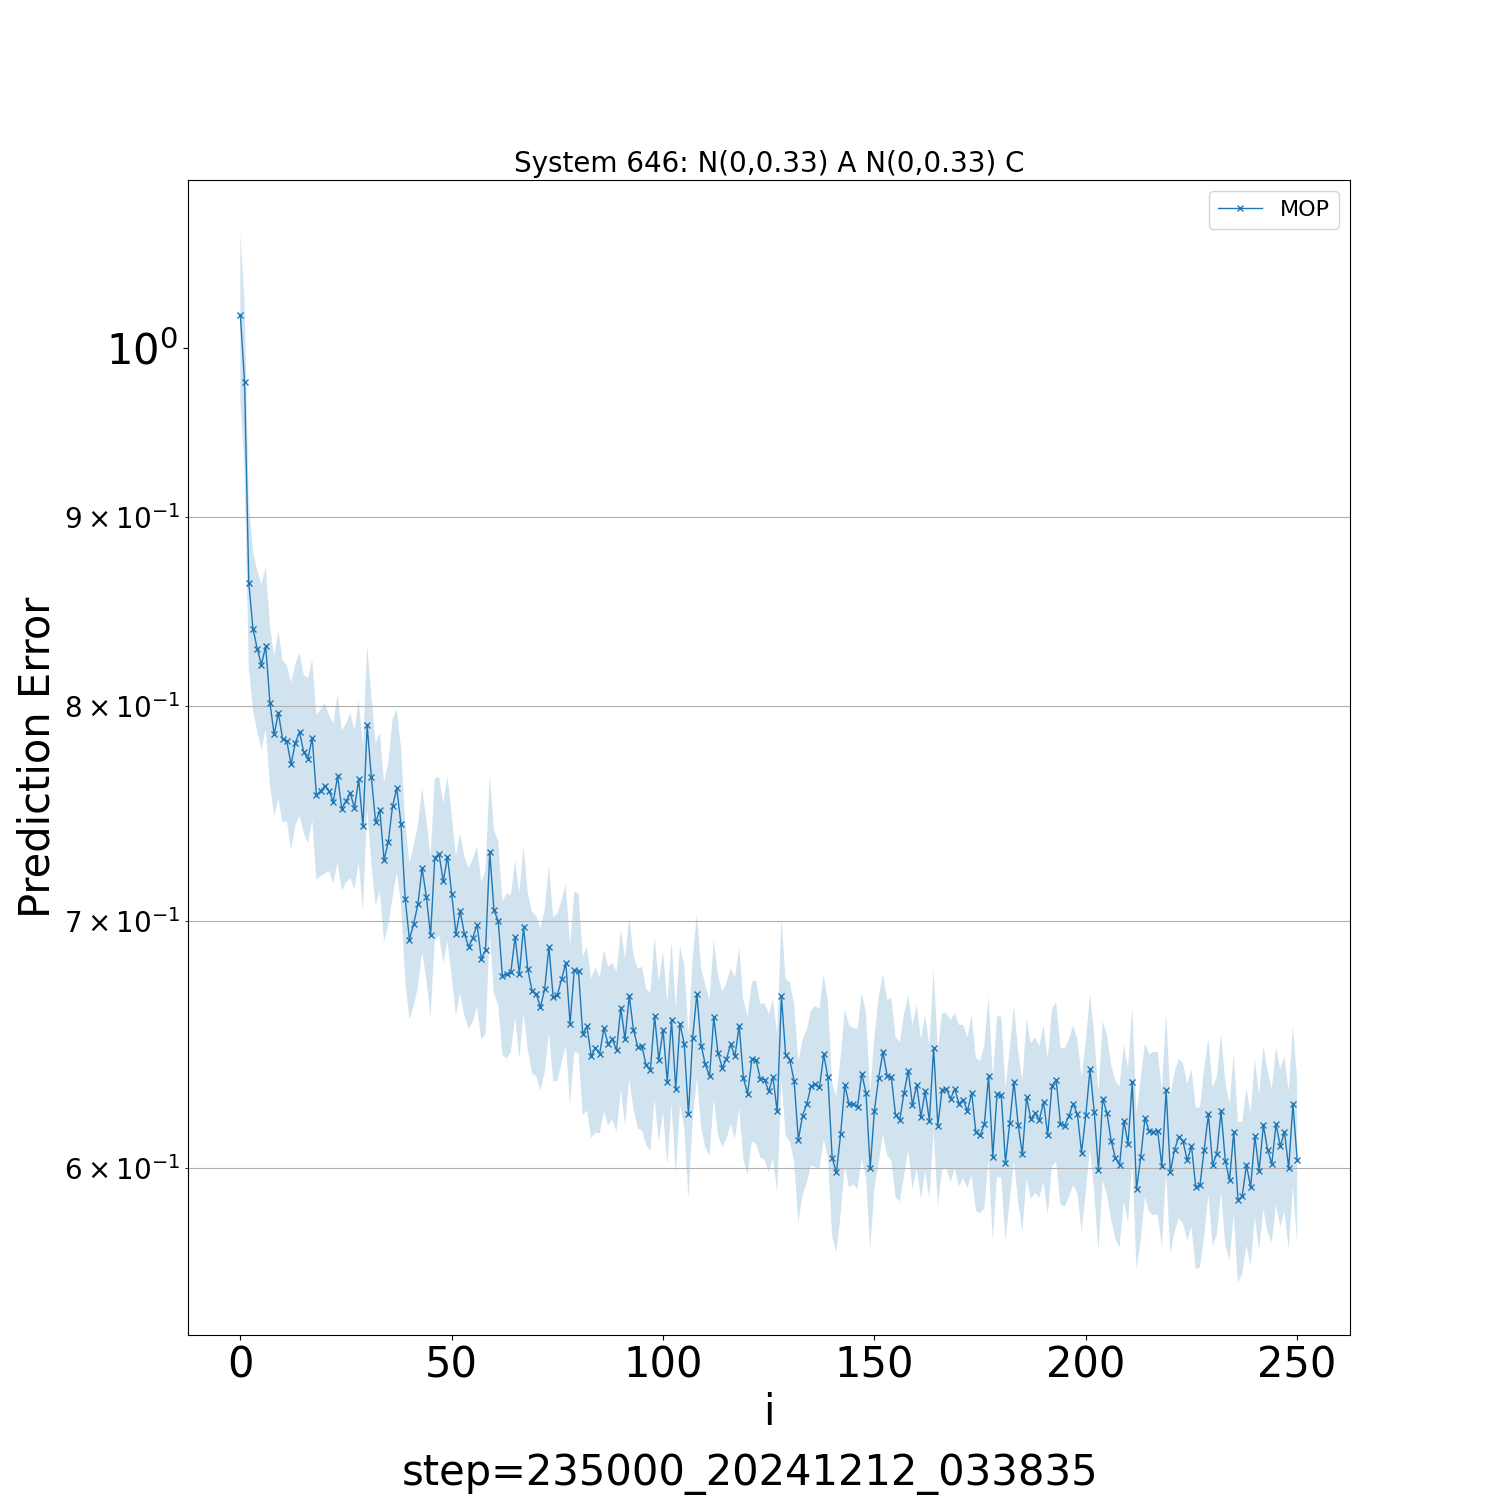 System 646: N(0,0.33) A N(0,0.33) C
MOP
10⁰
9 × 10⁻¹
8 × 10⁻¹
7 × 10⁻¹
6 × 10⁻¹
Prediction Error
0 50 100 150 200 250
i
step=235000_20241212_033835